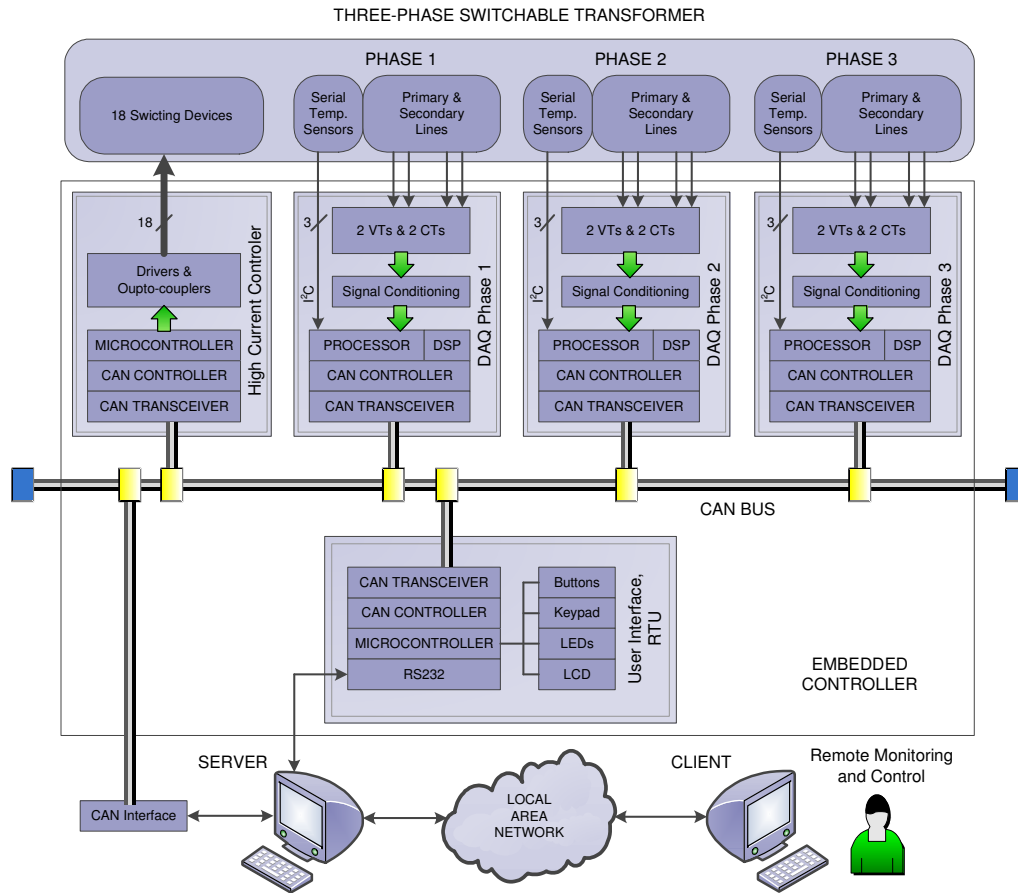 THREE-PHASE SWITCHABLE TRANSFORMER
PHASE 1
PHASE 2
PHASE 3
18 Swicting Devices
Serial
Temp.
Sensors
Primary &
Secondary
Lines
Serial
Temp.
Sensors
Primary &
Secondary
Lines
Serial
Temp.
Sensors
Primary &
Secondary
Lines
18
Drivers &
Oupto-couplers
MICROCONTROLLER
CAN CONTROLLER
CAN TRANSCEIVER
High Current Controler
3
I²C
2 VTs & 2 CTs
Signal Conditioning
PROCESSOR
DSP
CAN CONTROLLER
CAN TRANSCEIVER
DAQ Phase 1
3
I²C
2 VTs & 2 CTs
Signal Conditioning
PROCESSOR
DSP
CAN CONTROLLER
CAN TRANSCEIVER
DAQ Phase 2
3
I²C
2 VTs & 2 CTs
Signal Conditioning
PROCESSOR
DSP
CAN CONTROLLER
CAN TRANSCEIVER
DAQ Phase 3
CAN BUS
CAN TRANSCEIVER
CAN CONTROLLER
MICROCONTROLLER
RS232
Buttons
Keypad
LEDs
LCD
User Interface,
RTU
EMBEDDED
CONTROLLER
SERVER
CAN Interface
LOCAL
AREA
NETWORK
CLIENT
Remote Monitoring
and Control